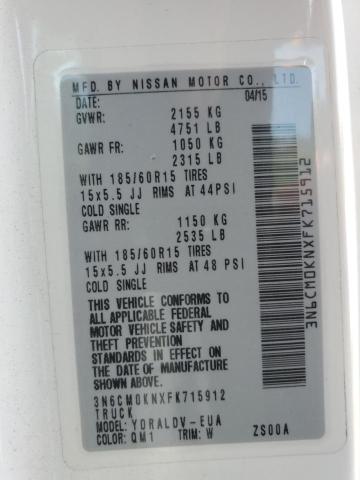 MFD. BY NISSAN MOTOR CO., LTD.
DATE: 04/15
GVWR: 2155 KG
4751 LB
GAWR FR: 1050 KG
2315 LB
WITH 185/60R15 TIRES
15x5.5 JJ RIMS AT 44PSI
COLD SINGLE
GAWR RR: 1150 KG
2535 LB
WITH 185/60R15 TIRES
15x5.5 JJ RIMS AT 48 PSI
COLD SINGLE
THIS VEHICLE CONFORMS TO
ALL APPLICABLE FEDERAL
MOTOR VEHICLE SAFETY AND
THEFT PREVENTION
STANDARDS IN EFFECT ON THE
DATE OF MANUFACTURE
3N6CM0KNXFK715912
TRUCK
MODEL: YDRALDV-EUA
COLOR: QM1 TRIM: W ZS00A
3N6CM0KNXFK715912